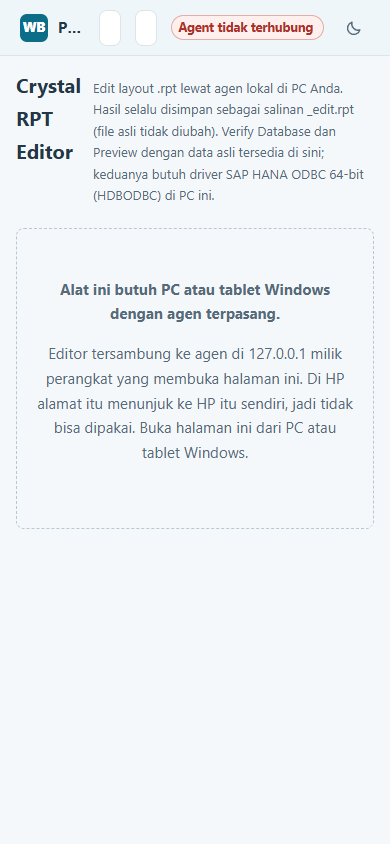 WB P... Agent tidak terhubung
Crystal
RPT
Editor
Edit layout .rpt lewat agen lokal di PC Anda.
Hasil selalu disimpan sebagai salinan _edit.rpt
(file asli tidak diubah). Verify Database dan
Preview dengan data asli tersedia di sini;
keduanya butuh driver SAP HANA ODBC 64-bit
(HDBODBC) di PC ini.
Alat ini butuh PC atau tablet Windows
dengan agen terpasang.
Editor tersambung ke agen di 127.0.0.1 milik
perangkat yang membuka halaman ini. Di HP
alamat itu menunjuk ke HP itu sendiri, jadi tidak
bisa dipakai. Buka halaman ini dari PC atau
tablet Windows.